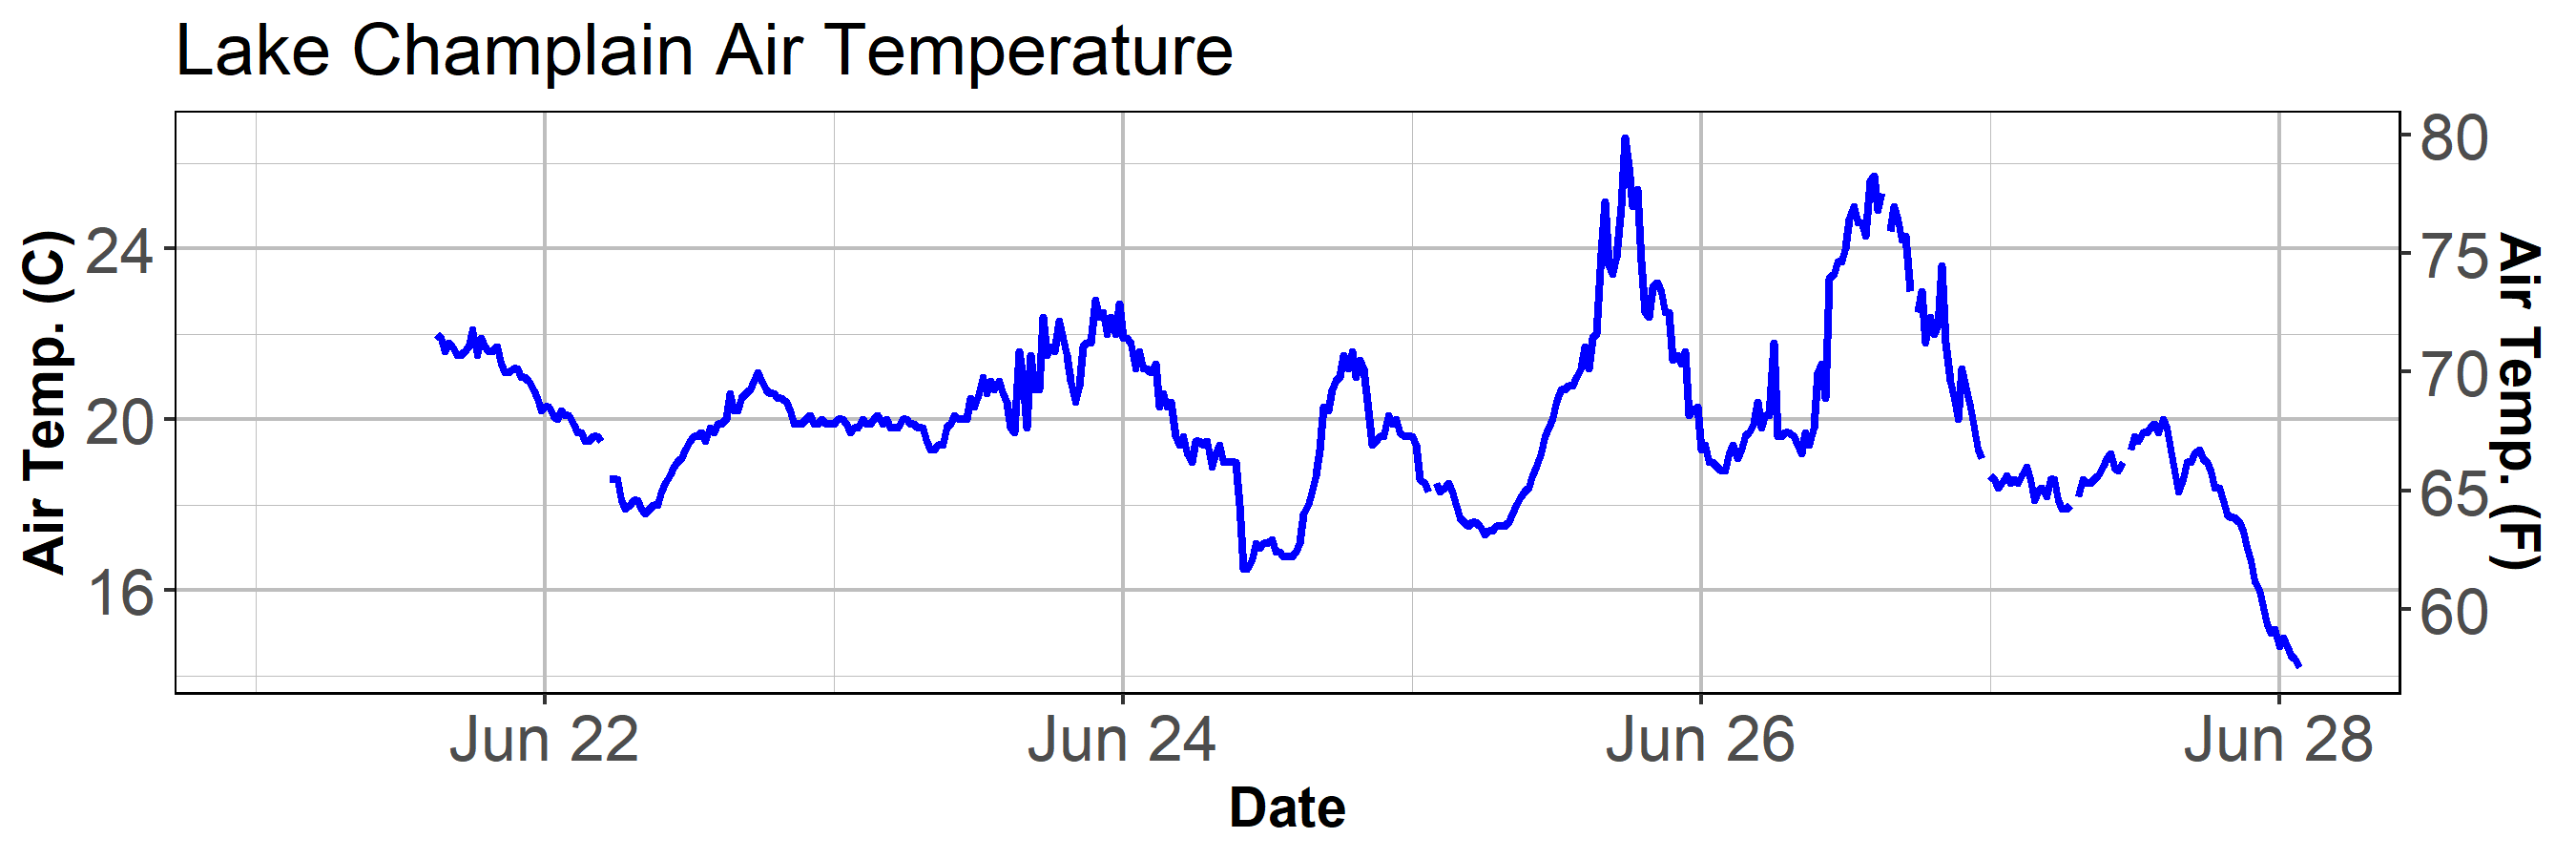 Lake Champlain Air Temperature
Air Temp. (C)
24
20
16
80
75
70
65
60
Air Temp. (F)
Jun 22 Jun 24 Jun 26 Jun 28
Date